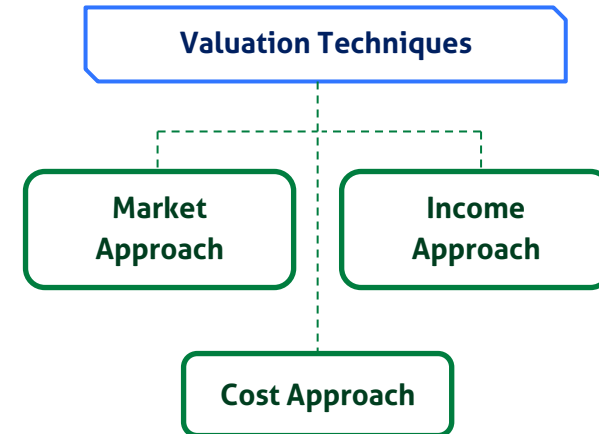 Valuation Techniques
Market
Approach
Income
Approach
Cost Approach